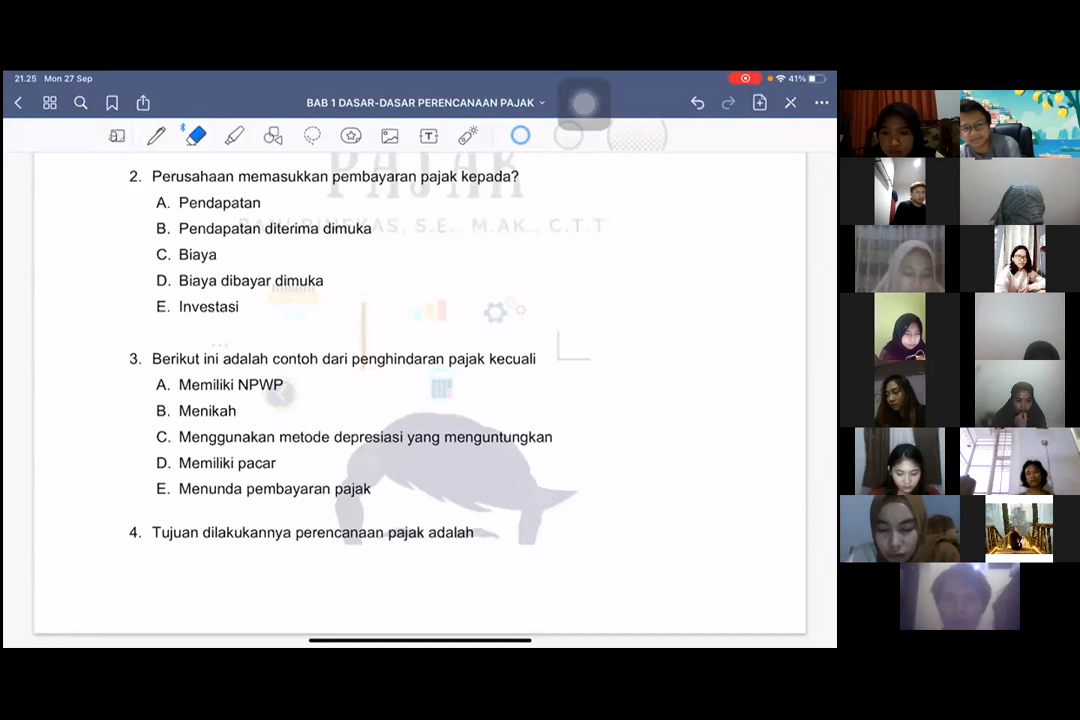 21.25 Mon 27 Sep
41%
BAB 1 DASAR-DASAR PERENCANAAN PAJAK
PAJAK
2. Perusahaan memasukkan pembayaran pajak kepada?
A. Pendapatan
S, S.E., M.AK., C.T.T
B. Pendapatan diterima dimuka
C. Biaya
D. Biaya dibayar dimuka
E. Investasi
3. Berikut ini adalah contoh dari penghindaran pajak kecuali
A. Memiliki NPWP
B. Menikah
C. Menggunakan metode depresiasi yang menguntungkan
D. Memiliki pacar
E. Menunda pembayaran pajak
4. Tujuan dilakukannya perencanaan pajak adalah